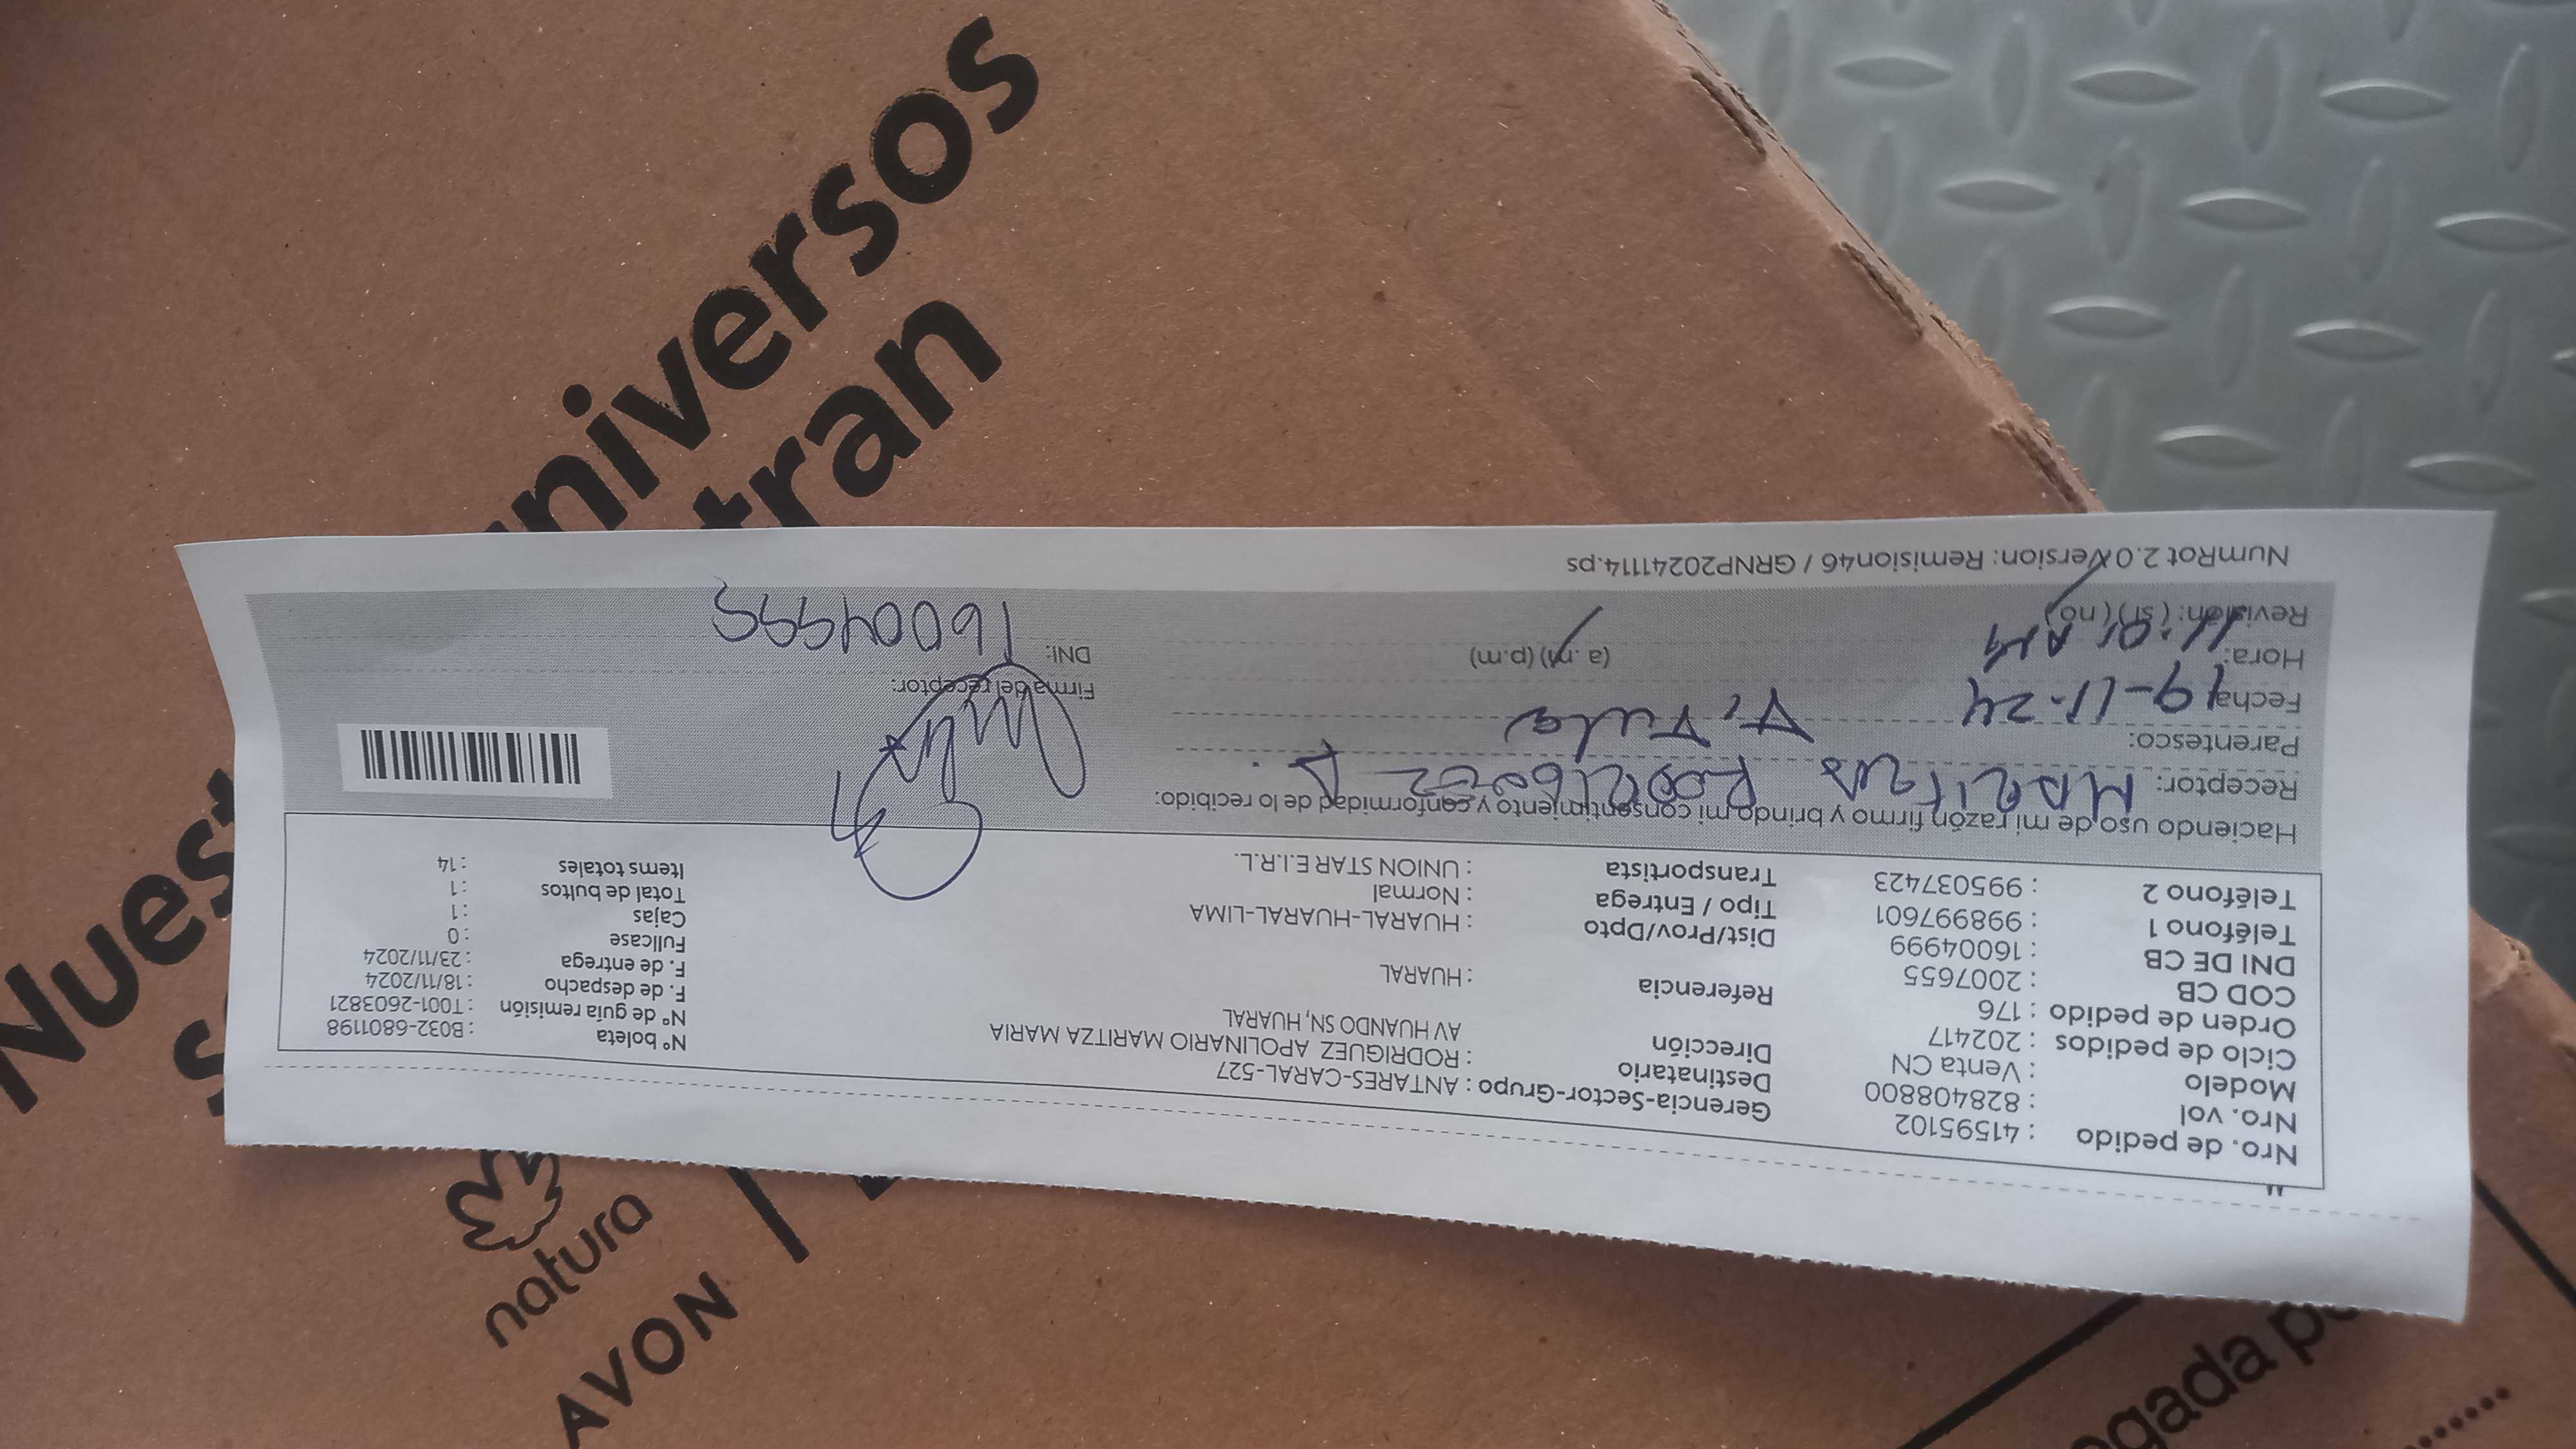 Nro. de pedido : 41595102
Nro. vol : 828408800
Modelo : Venta CN
Ciclo de pedidos : 202417
Orden de pedido : 176
COD CB : 2007655
DNI DE CB : 16004999
Teléfono 1 : 998997601
Teléfono 2 : 995037423
Gerencia-Sector-Grupo : ANTARES-CARAL-527
Destinatario : RODRIGUEZ APOLINARIO MARITZA MARIA
Dirección AV HUANDO SN, HUARAL
Referencia : HUARAL
Dist/Prov/Dpto : HUARAL-HUARAL-LIMA
Tipo / Entrega : Normal
Transportista : UNION STAR E.I.R.L.
N° boleta : B032-6801198
N° de guía remisión : T001-2603821
F. de despacho : 18/11/2024
F. de entrega : 23/11/2024
Fullcase : 0
Cajas : 1
Total de bultos : 1
Items totales : 14
Haciendo uso de mi razón firmo y brindo mi consentimiento y conformidad de lo recibido:
Receptor: MARITZA RODRIGUEZ A.
Parentesco: Titular
Fecha: 19-11-24
Hora: 11:01 AM (a.m) (p.m)
Revisión: (si) (no)
Firma del receptor:
DNI: 16004999
NumRot 2.0 Version: Remision46 / GRNP20241114.ps
niversos
tran
Nuest
s
natura
AVON